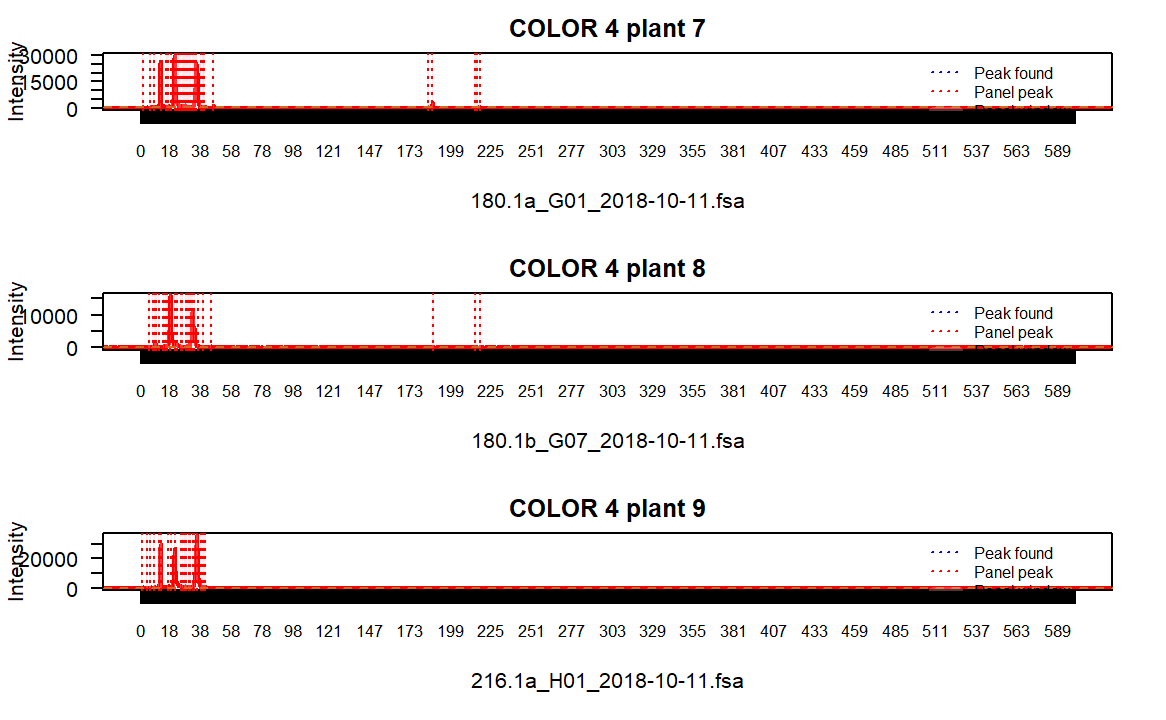 COLOR 4 plant 7
Intensity
30000
15000
0
Peak found
Panel peak
0 18 38 58 78 98 121 147 173 199 225 251 277 303 329 355 381 407 433 459 485 511 537 563 589
180.1a_G01_2018-10-11.fsa
COLOR 4 plant 8
Intensity
10000
0
Peak found
Panel peak
0 18 38 58 78 98 121 147 173 199 225 251 277 303 329 355 381 407 433 459 485 511 537 563 589
180.1b_G07_2018-10-11.fsa
COLOR 4 plant 9
Intensity
20000
0
Peak found
Panel peak
0 18 38 58 78 98 121 147 173 199 225 251 277 303 329 355 381 407 433 459 485 511 537 563 589
216.1a_H01_2018-10-11.fsa